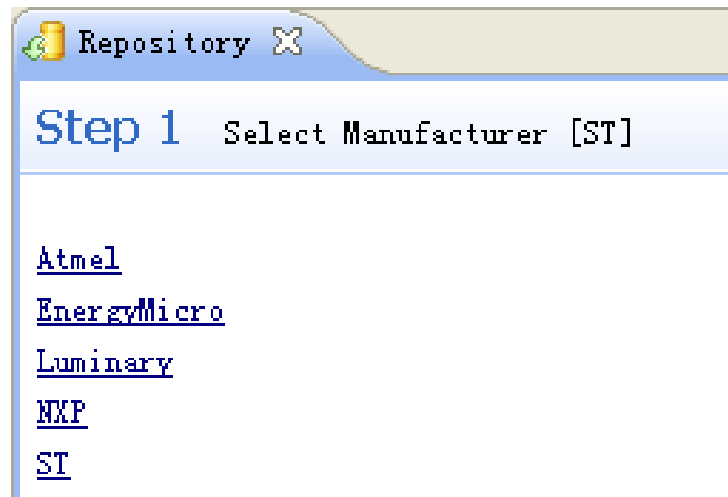 Repository
Step 1 Select Manufacturer [ST]
Atmel
EnergyMicro
Luminary
NXP
ST